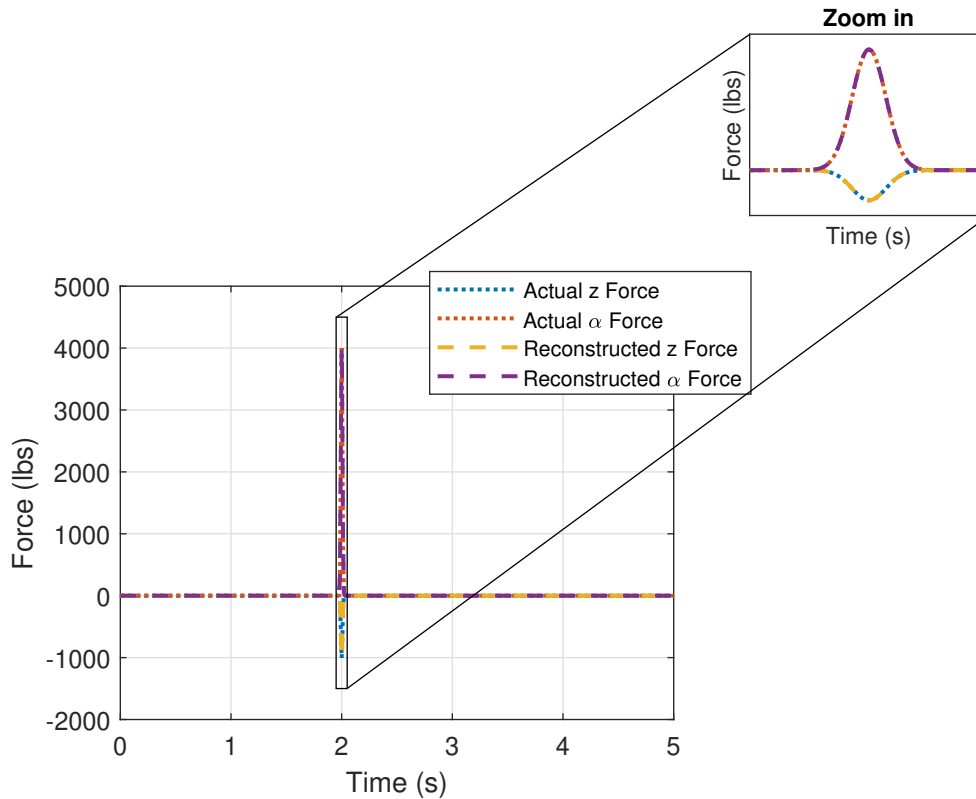 Zoom in
Force (lbs)
Time (s)
5000
4000
3000
2000
1000
0
-1000
-2000
Force (lbs)
Actual z Force
Actual α Force
Reconstructed z Force
Reconstructed α Force
0 1 2 3 4 5
Time (s)